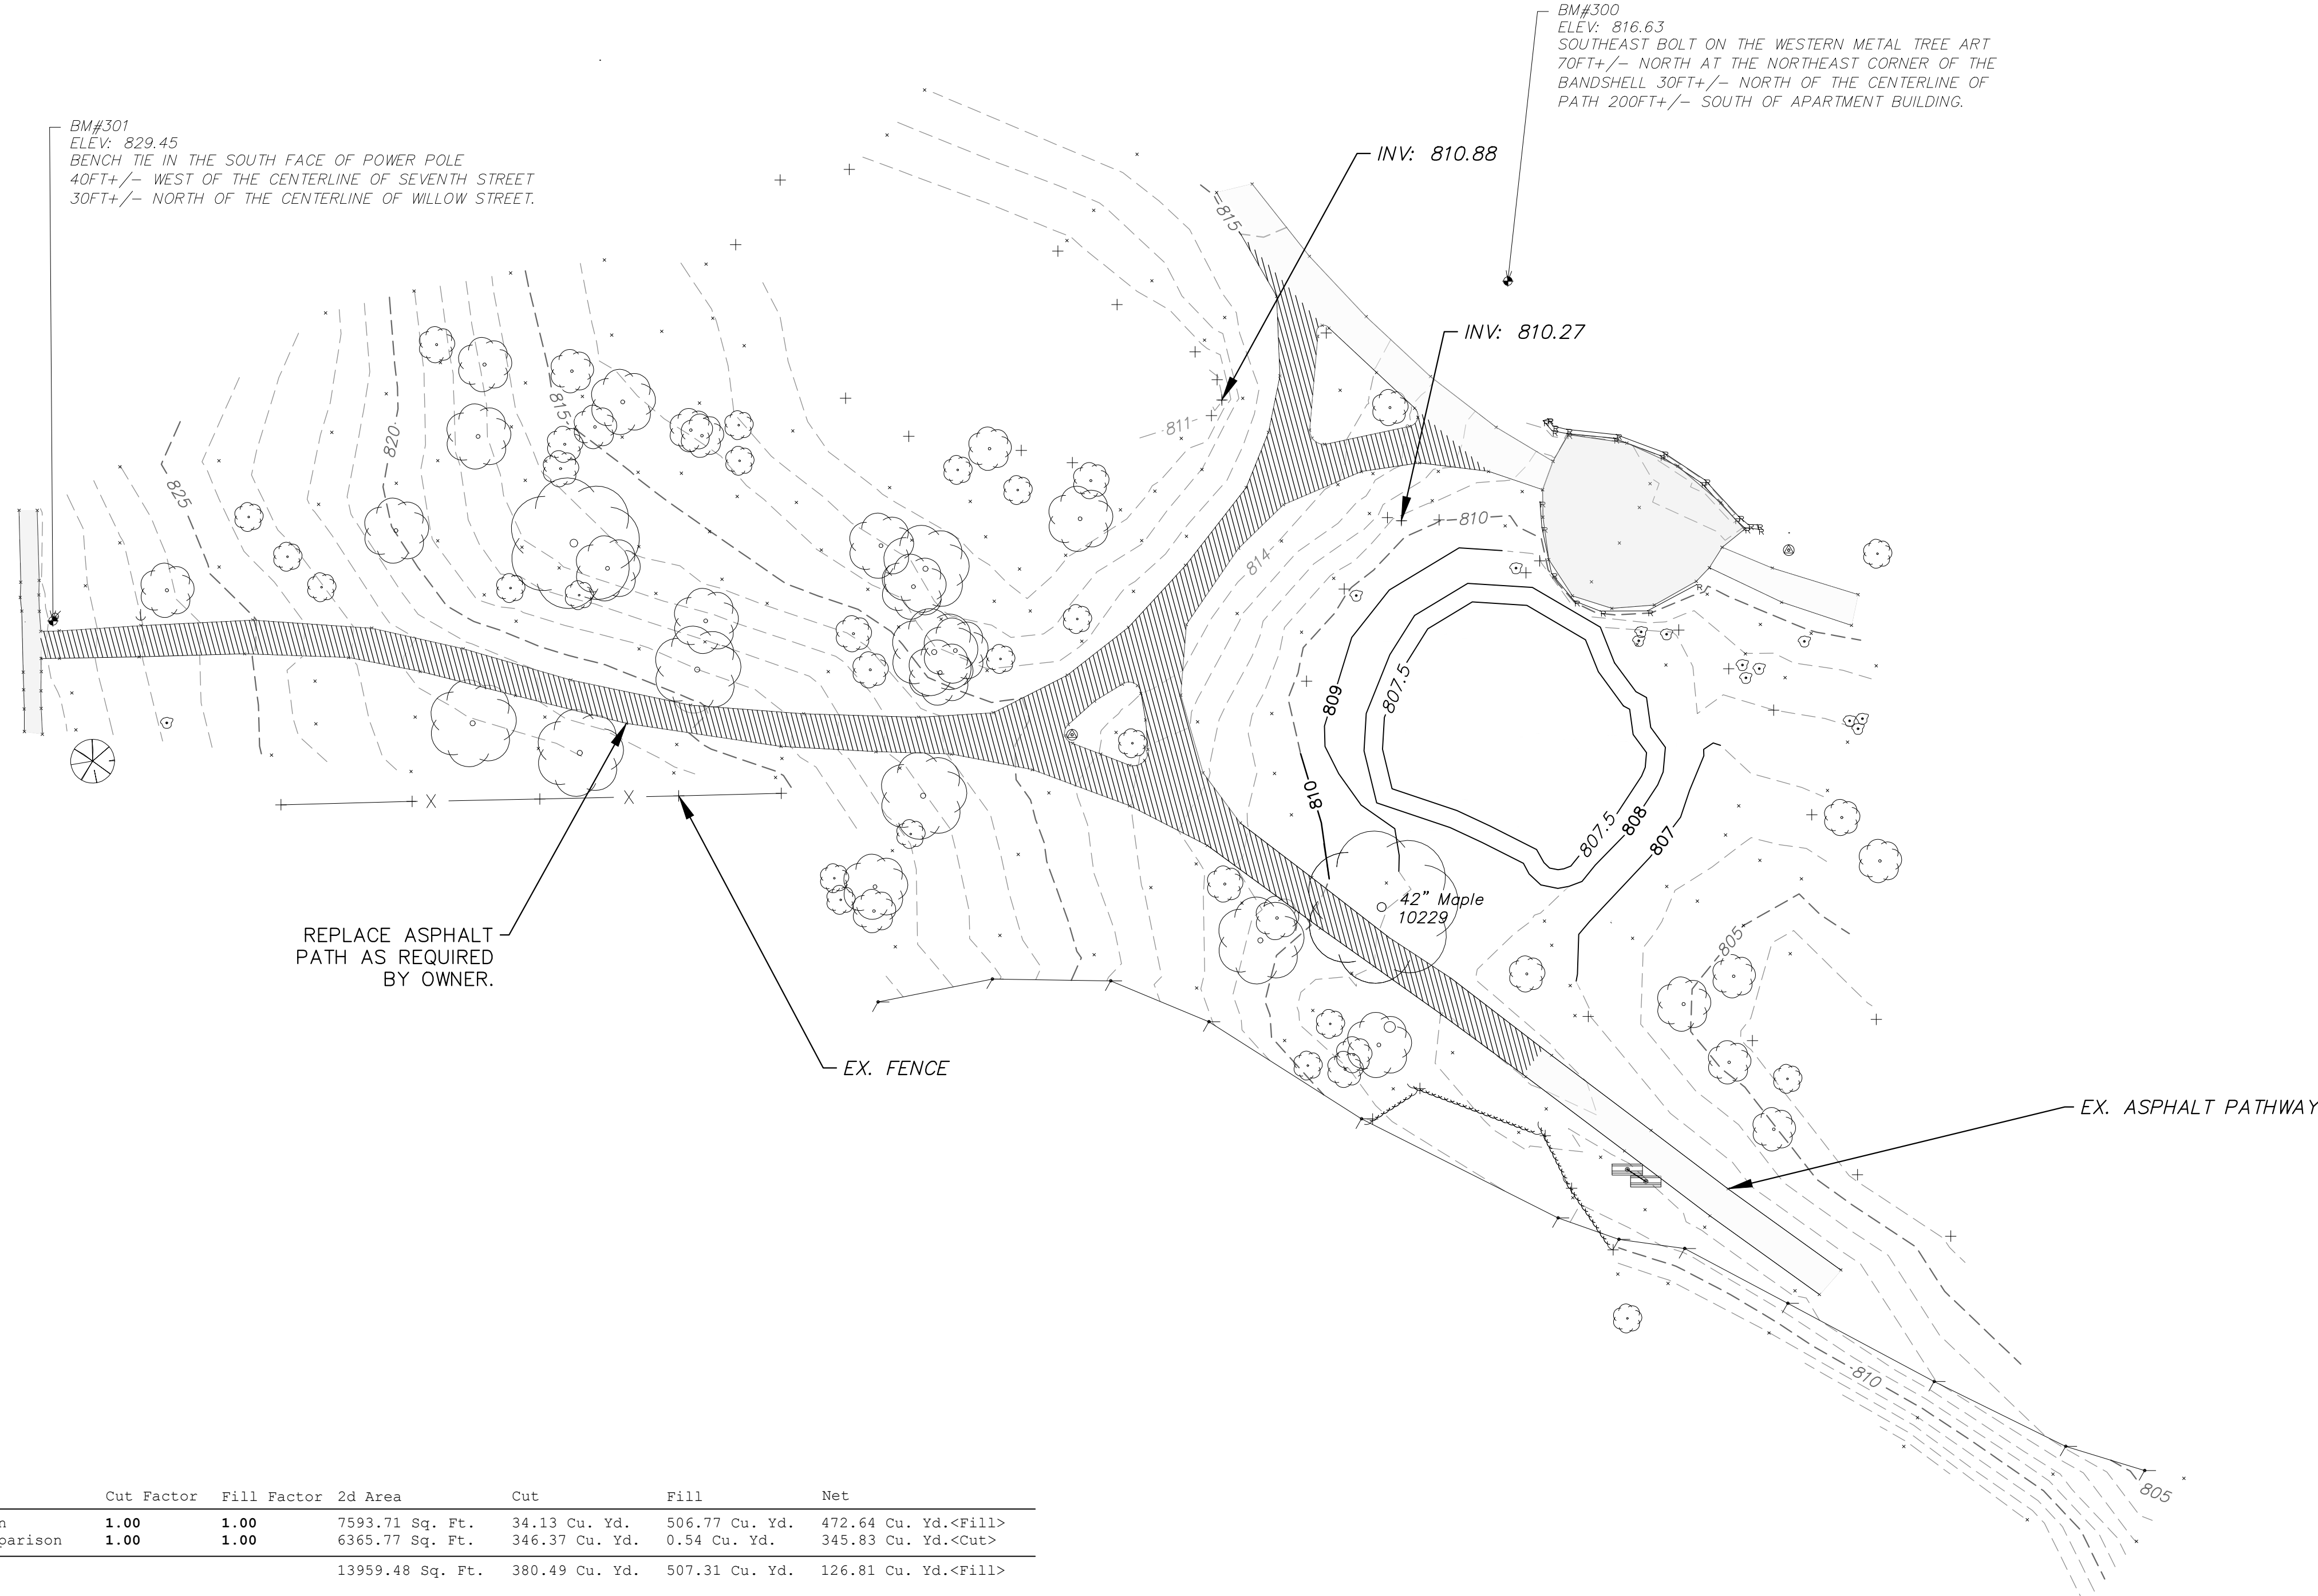 BM#300
ELEV: 816.63
SOUTHEAST BOLT ON THE WESTERN METAL TREE ART
70FT+/- NORTH AT THE NORTHEAST CORNER OF THE
BANDSHELL 30FT+/- NORTH OF THE CENTERLINE OF
PATH 200FT+/- SOUTH OF APARTMENT BUILDING.
BM#301
ELEV: 829.45
BENCH TIE IN THE SOUTH FACE OF POWER POLE
40FT+/- WEST OF THE CENTERLINE OF SEVENTH STREET
30FT+/- NORTH OF THE CENTERLINE OF WILLOW STREET.
INV: 810.88
815
INV: 810.27
815
811
820
825
810
814
809
807.5
810
807.5
808
807
42” Maple
10229
805
REPLACE ASPHALT
PATH AS REQUIRED
BY OWNER.
X
X
EX. FENCE
EX. ASPHALT PATHWAY
810
805
Cut Factor Fill Factor 2d Area Cut Fill Net
n 1.00 1.00 7593.71 Sq. Ft. 34.13 Cu. Yd. 506.77 Cu. Yd. 472.64 Cu. Yd.<Fill>
parison 1.00 1.00 6365.77 Sq. Ft. 346.37 Cu. Yd. 0.54 Cu. Yd. 345.83 Cu. Yd.<Cut>
13959.48 Sq. Ft. 380.49 Cu. Yd. 507.31 Cu. Yd. 126.81 Cu. Yd.<Fill>